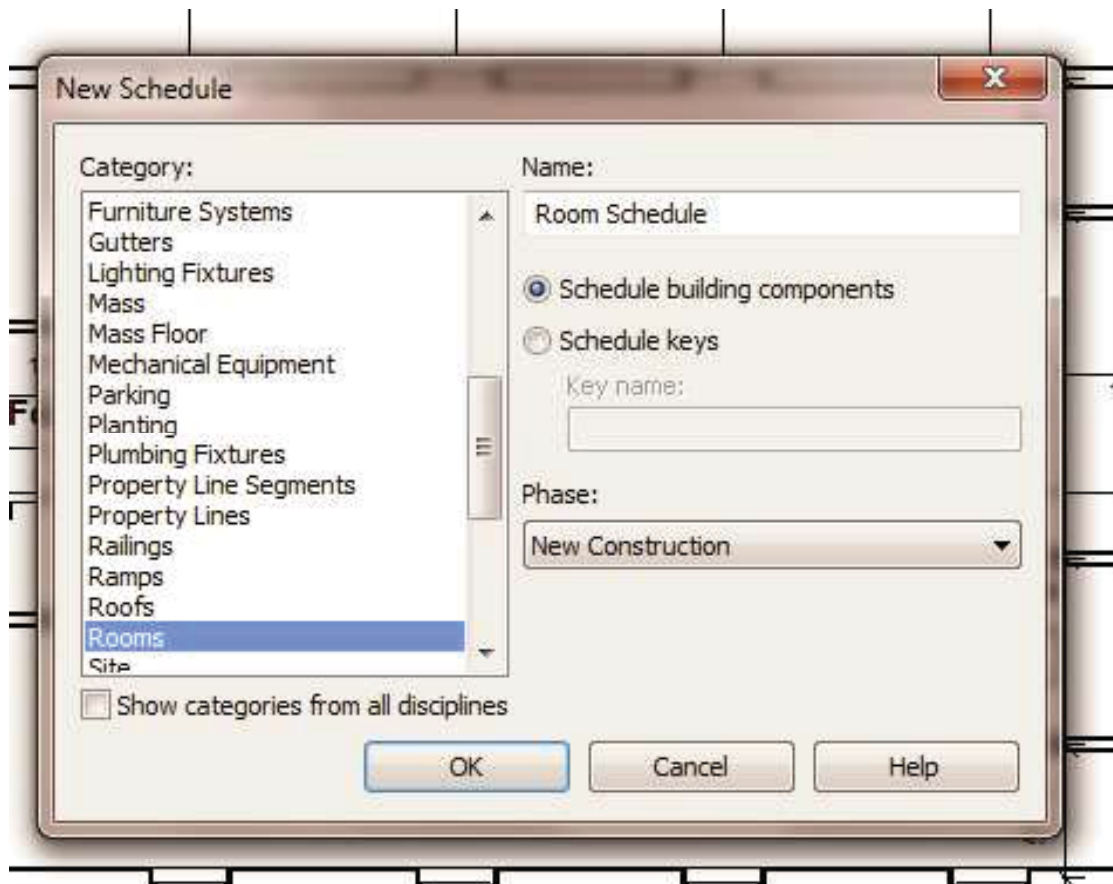 New Schedule
Category:
Furniture Systems
Gutters
Lighting Fixtures
Mass
Mass Floor
Mechanical Equipment
Parking
Planting
Plumbing Fixtures
Property Line Segments
Property Lines
Railings
Ramps
Roofs
Rooms
Site
Show categories from all disciplines
Name:
Room Schedule
Schedule building components
Schedule keys
Key name:
Phase:
New Construction
OK
Cancel
Help